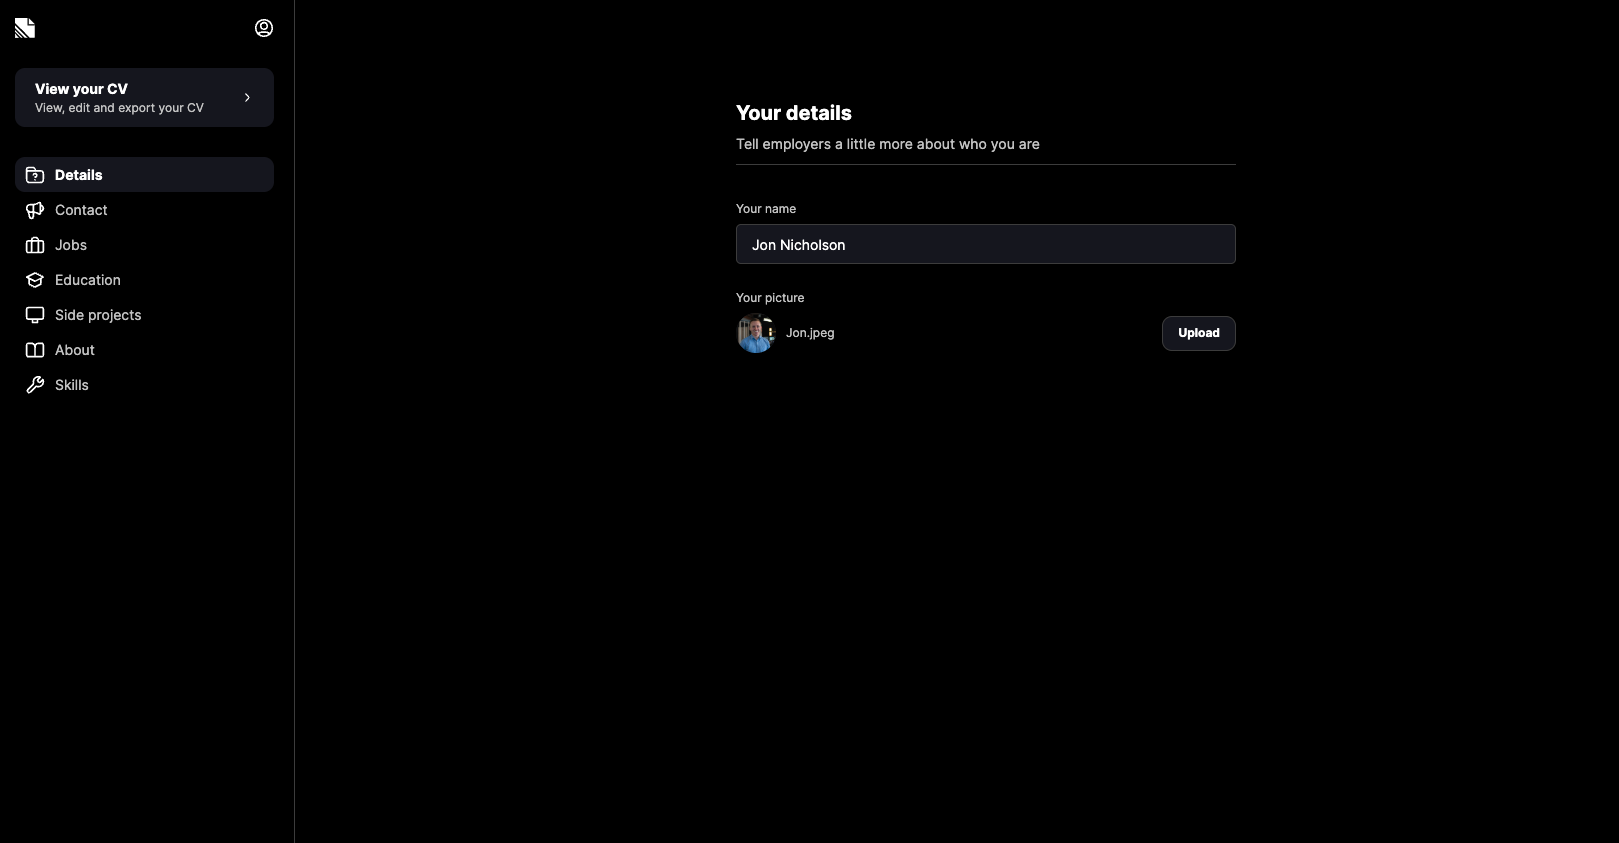 View your CV
View, edit and export your CV
Details
Contact
Jobs
Education
Side projects
About
Skills
Your details
Tell employers a little more about who you are
Your name
Jon Nicholson
Your picture
Jon.jpeg
Upload